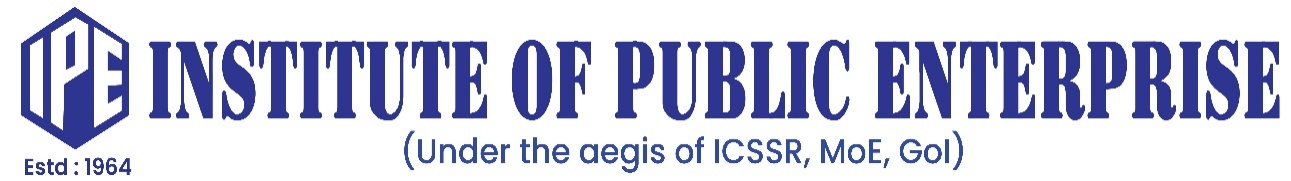 IPE
INSTITUTE OF PUBLIC ENTERPRISE
(Under the aegis of ICSSR, MoE, GoI)
Estd : 1964